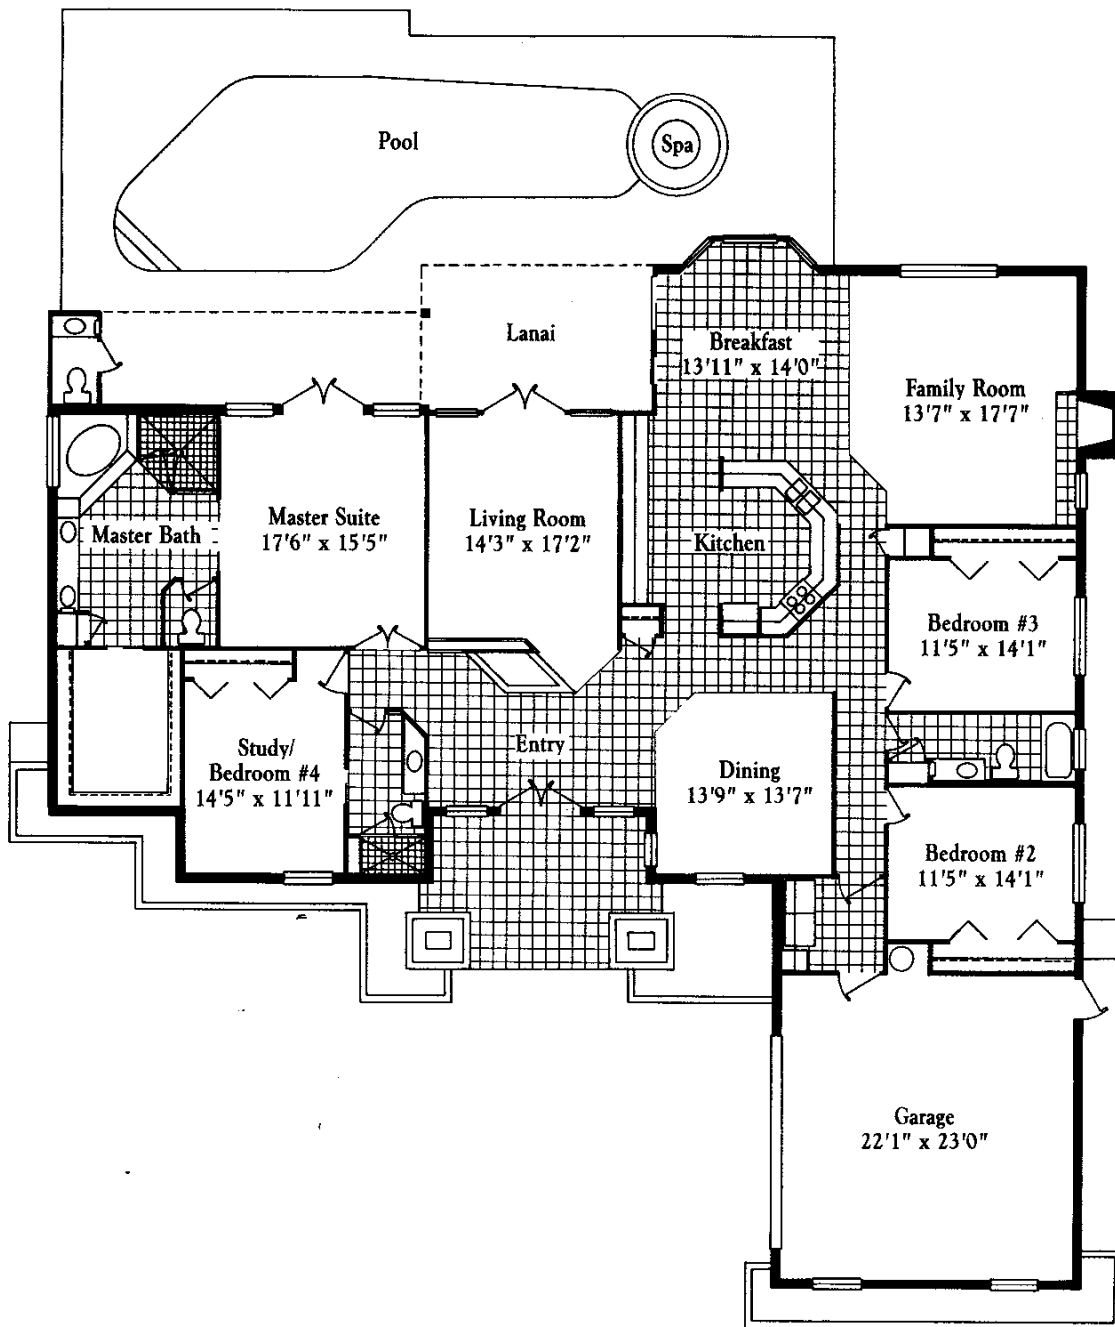 Pool
Spa
Lanai
Breakfast
13'11" x 14'0"
Family Room
13'7" x 17'7"
Master Bath
Master Suite
17'6" x 15'5"
Living Room
14'3" x 17'2"
Kitchen
Bedroom #3
11'5" x 14'1"
Study/
Bedroom #4
14'5" x 11'11"
Entry
Dining
13'9" x 13'7"
Bedroom #2
11'5" x 14'1"
Garage
22'1" x 23'0"